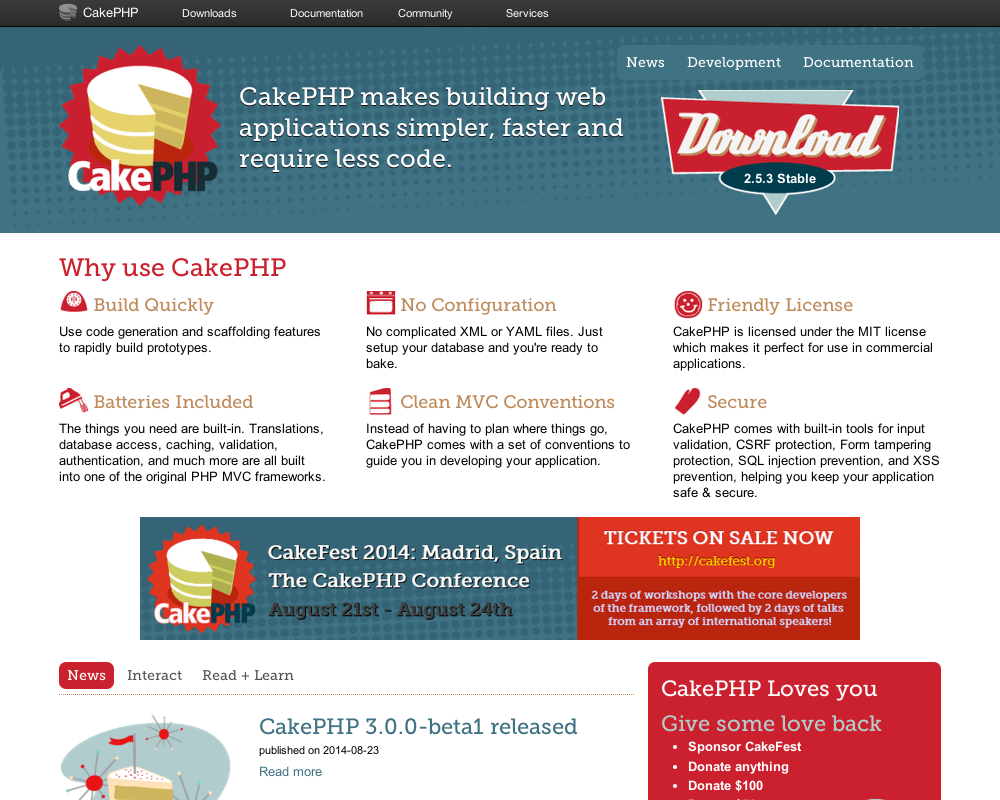 CakePHP Downloads Documentation Community Services
News Development Documentation
CakePHP makes building web
applications simpler, faster and
require less code.
CakePHP
Download
2.5.3 Stable
Why use CakePHP
Build Quickly
Use code generation and scaffolding features
to rapidly build prototypes.
No Configuration
No complicated XML or YAML files. Just
setup your database and you're ready to
bake.
Friendly License
CakePHP is licensed under the MIT license
which makes it perfect for use in commercial
applications.
Batteries Included
The things you need are built-in. Translations,
database access, caching, validation,
authentication, and much more are all built
into one of the original PHP MVC frameworks.
Clean MVC Conventions
Instead of having to plan where things go,
CakePHP comes with a set of conventions to
guide you in developing your application.
Secure
CakePHP comes with built-in tools for input
validation, CSRF protection, Form tampering
protection, SQL injection prevention, and XSS
prevention, helping you keep your application
safe & secure.
CakePHP
CakeFest 2014: Madrid, Spain
The CakePHP Conference
August 21st - August 24th
TICKETS ON SALE NOW
http://cakefest.org
2 days of workshops with the core developers
of the framework, followed by 2 days of talks
from an array of international speakers!
News Interact Read + Learn
CakePHP 3.0.0-beta1 released
published on 2014-08-23
Read more
CakePHP Loves you
Give some love back
Sponsor CakeFest
Donate anything
Donate $100